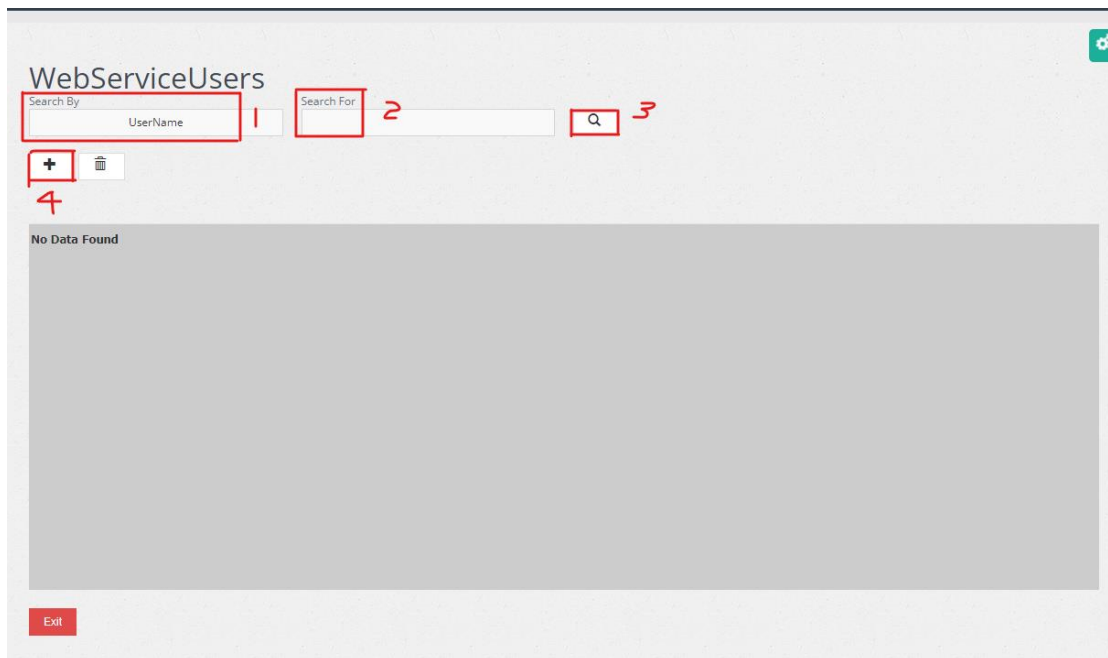 WebServiceUsers
Search By
Search For
UserName
1
2
3
4
No Data Found
Exit